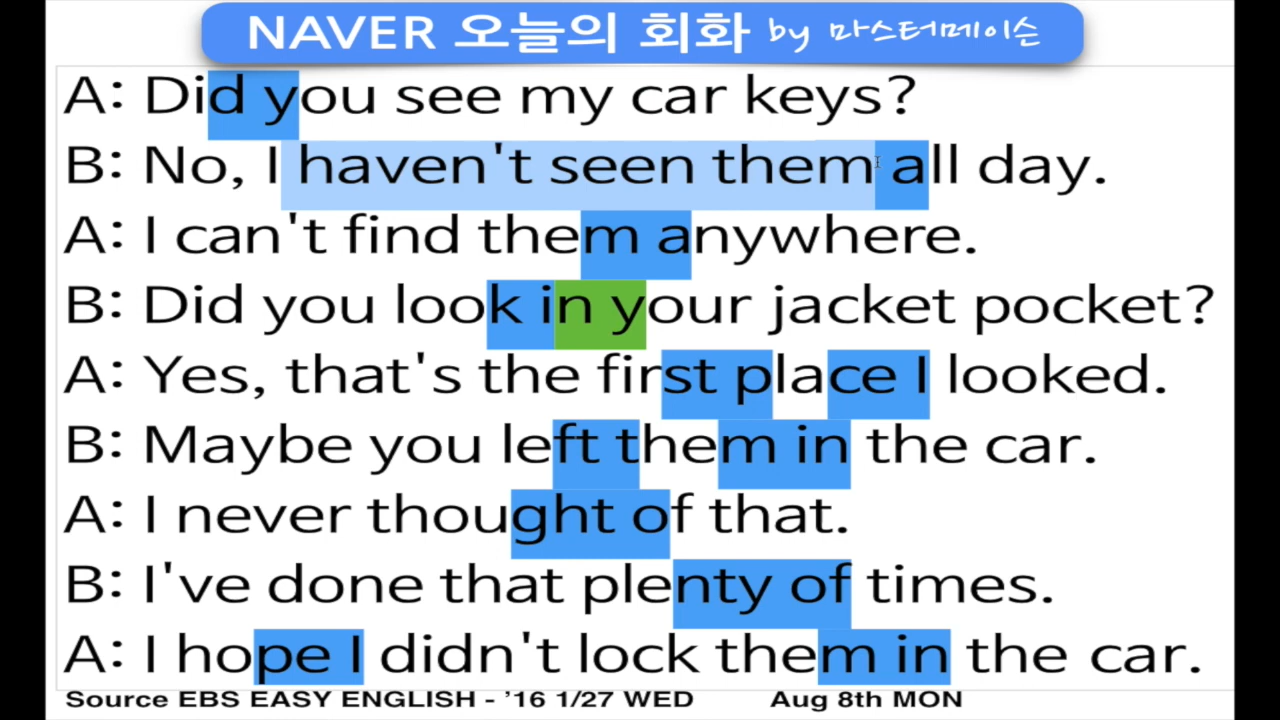 NAVER 오늘의 회화 by 마스터메이슨
A: Did you see my car keys?
B: No, I haven't seen them all day.
A: I can't find them anywhere.
B: Did you look in your jacket pocket?
A: Yes, that's the first place I looked.
B: Maybe you left them in the car.
A: I never thought of that.
B: I've done that plenty of times.
A: I hope I didn't lock them in the car.
Source EBS EASY ENGLISH - ’16 1/27 WED Aug 8th MON